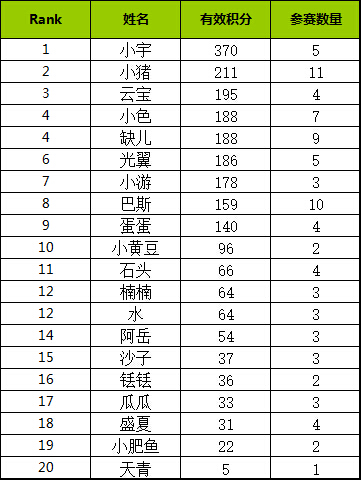 Rank 姓名 有效积分 参赛数量
1 小宇 370 5
2 小猪 211 11
3 云宝 195 4
4 小色 188 7
4 缺儿 188 9
6 光翼 186 5
7 小游 178 3
8 巴斯 159 10
9 蛋蛋 140 4
10 小黄豆 96 2
11 石头 66 4
12 楠楠 64 3
12 水 64 3
14 阿岳 54 3
15 沙子 37 3
16 铥铥 36 2
17 瓜瓜 33 3
18 盛夏 31 4
19 小肥鱼 22 2
20 天青 5 1